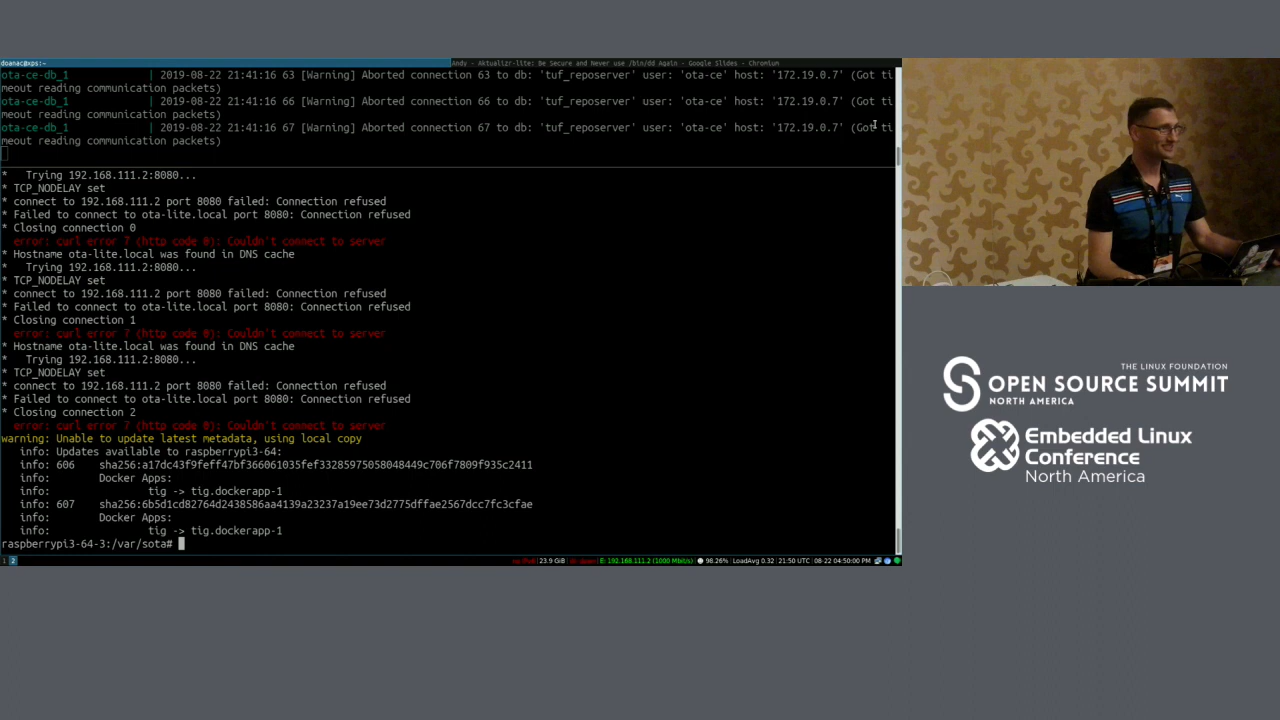 doanac@xps:~
Andy - Aktualizr-lite: Be Secure and Never use /bin/dd Again - Google Slides - Chromium
ota-ce-db_1 | 2019-08-22 21:41:16 63 [Warning] Aborted connection 63 to db: 'tuf_reposerver' user: 'ota-ce' host: '172.19.0.7' (Got ti
meout reading communication packets)
ota-ce-db_1 | 2019-08-22 21:41:16 66 [Warning] Aborted connection 66 to db: 'tuf_reposerver' user: 'ota-ce' host: '172.19.0.7' (Got ti
meout reading communication packets)
ota-ce-db_1 | 2019-08-22 21:41:16 67 [Warning] Aborted connection 67 to db: 'tuf_reposerver' user: 'ota-ce' host: '172.19.0.7' (Got ti
meout reading communication packets)
* Trying 192.168.111.2:8080...
* TCP_NODELAY set
* connect to 192.168.111.2 port 8080 failed: Connection refused
* Failed to connect to ota-lite.local port 8080: Connection refused
* Closing connection 0
error: curl error 7 (http code 0): Couldn't connect to server
* Hostname ota-lite.local was found in DNS cache
* Trying 192.168.111.2:8080...
* TCP_NODELAY set
* connect to 192.168.111.2 port 8080 failed: Connection refused
* Failed to connect to ota-lite.local port 8080: Connection refused
* Closing connection 1
error: curl error 7 (http code 0): Couldn't connect to server
* Hostname ota-lite.local was found in DNS cache
* Trying 192.168.111.2:8080...
* TCP_NODELAY set
* connect to 192.168.111.2 port 8080 failed: Connection refused
* Failed to connect to ota-lite.local port 8080: Connection refused
* Closing connection 2
error: curl error 7 (http code 0): Couldn't connect to server
warning: Unable to update latest metadata, using local copy
info: Updates available to raspberrypi3-64:
info: 606 sha256:a17dc43f9feff47bf366061035fef33285975058048449c706f7809f935c2411
info: Docker Apps:
info: tig -> tig.dockerapp-1
info: 607 sha256:6b5d1cd82764d2438586aa4139a23237a19ee73d2775dffae2567dcc7fc3cfae
info: Docker Apps:
info: tig -> tig.dockerapp-1
raspberrypi3-64-3:/var/sota#
1 2
23.9 GiB
E: 192.168.111.2 (1000 Mbit/s)
98.26% LoadAvg 0.32 21:50 UTC 08-22 04:50:00 PM
THE LINUX FOUNDATION
OPEN SOURCE SUMMIT
NORTH AMERICA
Embedded Linux
Conference
North America